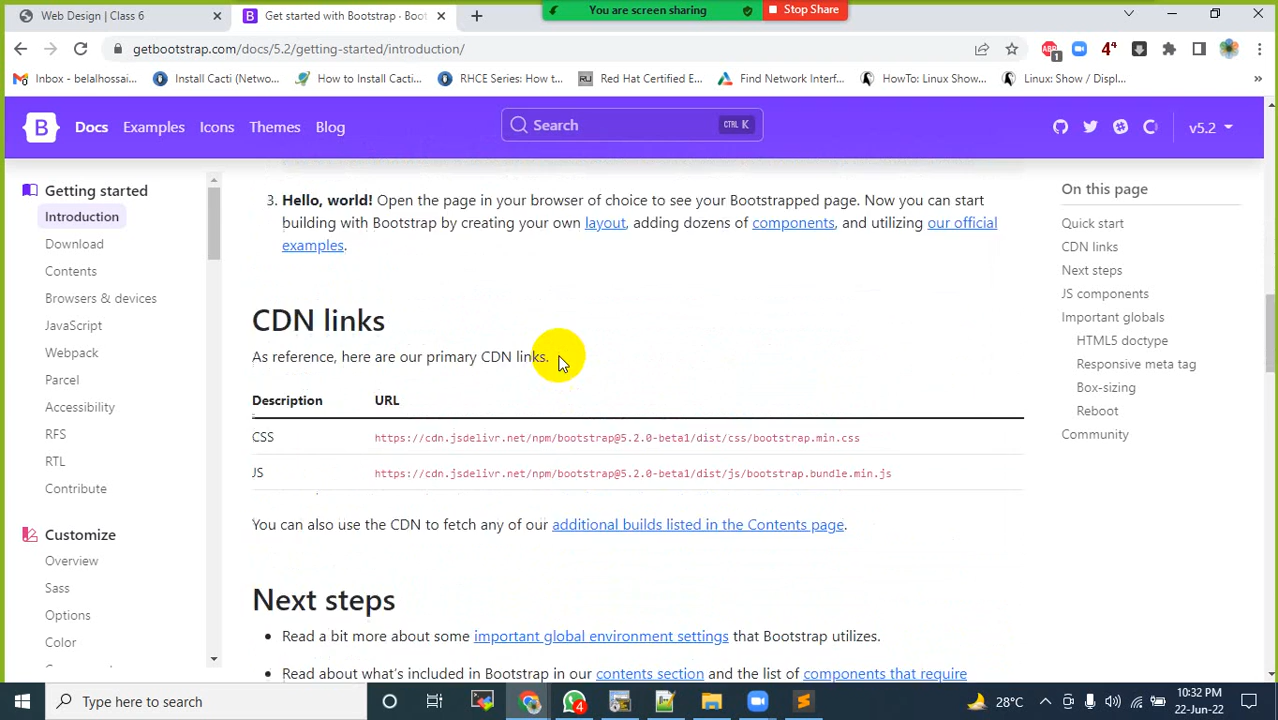 Web Design | Class 6
Get started with Bootstrap · Boot
You are screen sharing
Stop Share
getbootstrap.com/docs/5.2/getting-started/introduction/
Inbox - belalhossai...
Install Cacti (Netwo...
How to Install Cacti...
RHCE Series: How t...
Red Hat Certified E...
Find Network Interf...
HowTo: Linux Show...
Linux: Show / Displ...
»
B
Docs
Examples
Icons
Themes
Blog
Search
CTRL K
v5.2
Getting started
Introduction
Download
Contents
Browsers & devices
JavaScript
Webpack
Parcel
Accessibility
RFS
RTL
Contribute
Customize
Overview
Sass
Options
Color
3. Hello, world! Open the page in your browser of choice to see your Bootstrapped page. Now you can start
building with Bootstrap by creating your own layout, adding dozens of components, and utilizing our official
examples.
CDN links
As reference, here are our primary CDN links.
Description URL
CSS https://cdn.jsdelivr.net/npm/bootstrap@5.2.0-beta1/dist/css/bootstrap.min.css
JS https://cdn.jsdelivr.net/npm/bootstrap@5.2.0-beta1/dist/js/bootstrap.bundle.min.js
You can also use the CDN to fetch any of our additional builds listed in the Contents page.
Next steps
• Read a bit more about some important global environment settings that Bootstrap utilizes.
• Read about what's included in Bootstrap in our contents section and the list of components that require
On this page
Quick start
CDN links
Next steps
JS components
Important globals
HTML5 doctype
Responsive meta tag
Box-sizing
Reboot
Community
Type here to search
4
28°C
10:32 PM
22-Jun-22